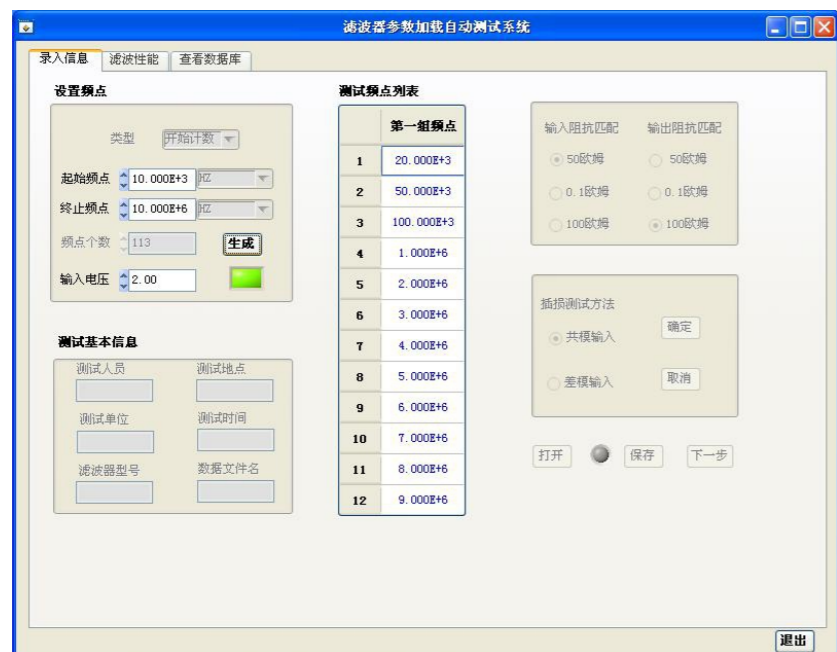 滤波器参数加载自动测试系统
录入信息 滤波性能 查看数据库
设置频点
类型 开始计数
起始频点 10.000E+3 HZ
终止频点 10.000E+6 HZ
频点个数 113 生成
输入电压 2.00
测试基本信息
测试人员 测试地点
测试单位 测试时间
滤波器型号 数据文件名
测试频点列表
第一组频点
1 20.000E+3
2 50.000E+3
3 100.000E+3
4 1.000E+6
5 2.000E+6
6 3.000E+6
7 4.000E+6
8 5.000E+6
9 6.000E+6
10 7.000E+6
11 8.000E+6
12 9.000E+6
输入阻抗匹配 输出阻抗匹配
50欧姆 50欧姆
0.1欧姆 0.1欧姆
100欧姆 100欧姆
插损测试方法
共模输入 确定
差模输入 取消
打开 保存 下一步
退出